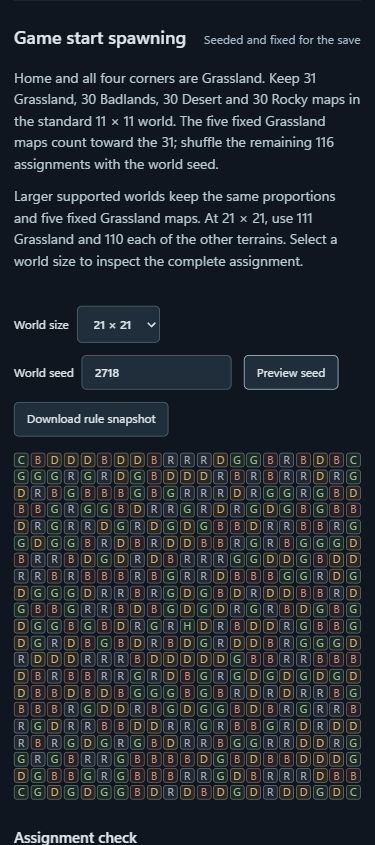 Game start spawning
Seeded and fixed for the save
Home and all four corners are Grassland. Keep 31
Grassland, 30 Badlands, 30 Desert and 30 Rocky maps in
the standard 11 × 11 world. The five fixed Grassland
maps count toward the 31; shuffle the remaining 116
assignments with the world seed.
Larger supported worlds keep the same proportions
and five fixed Grassland maps. At 21 × 21, use 111
Grassland and 110 each of the other terrains. Select a
world size to inspect the complete assignment.
World size 21 × 21
World seed 2718 Preview seed
Download rule snapshot
C B D D D B D D B R R R D G G B R B D B C
G G G R G R D G B D D D R B R B R R D R G
D R B G B B B G B G R R R D R G G R G B D
B B G R G G B D R R G R D R G D G B D B G
D R G R R D G R D G D G B B D R R B B R G
G D G G B R D B R D D B B R G R B G G G D
B R R B D G D R D B R R R G G D D G B D D
R R B R B B B R B G R R D B B B G G R D G
D G G G D R R B R G D G B D R D D B B R D
G B B G R R B D B G D G D R G R B D G B G
D G G B G B D R G R H D R B D D R G B B G
D G R D B G B D R B D G R D B R G G G D
R D D D R R R B D D D D D G B B R R B B B
D B R B B R R G R D B G R G D G D G D G
D B B D B D B G G G B G B R D R D R R B G
B B B R G D D R B G D G G B D B R G R R B
R G D R R B B D D R R G R B B G R D R D D
R B R G D G R G B D R R B G G R R D D R G
G R G B R R G B B B B D G B D B B D D D G
D G B B G R G B B B R R G D B R R R D B B
C G D G D G G B D R D B D G D R D D G D C
Assignment check